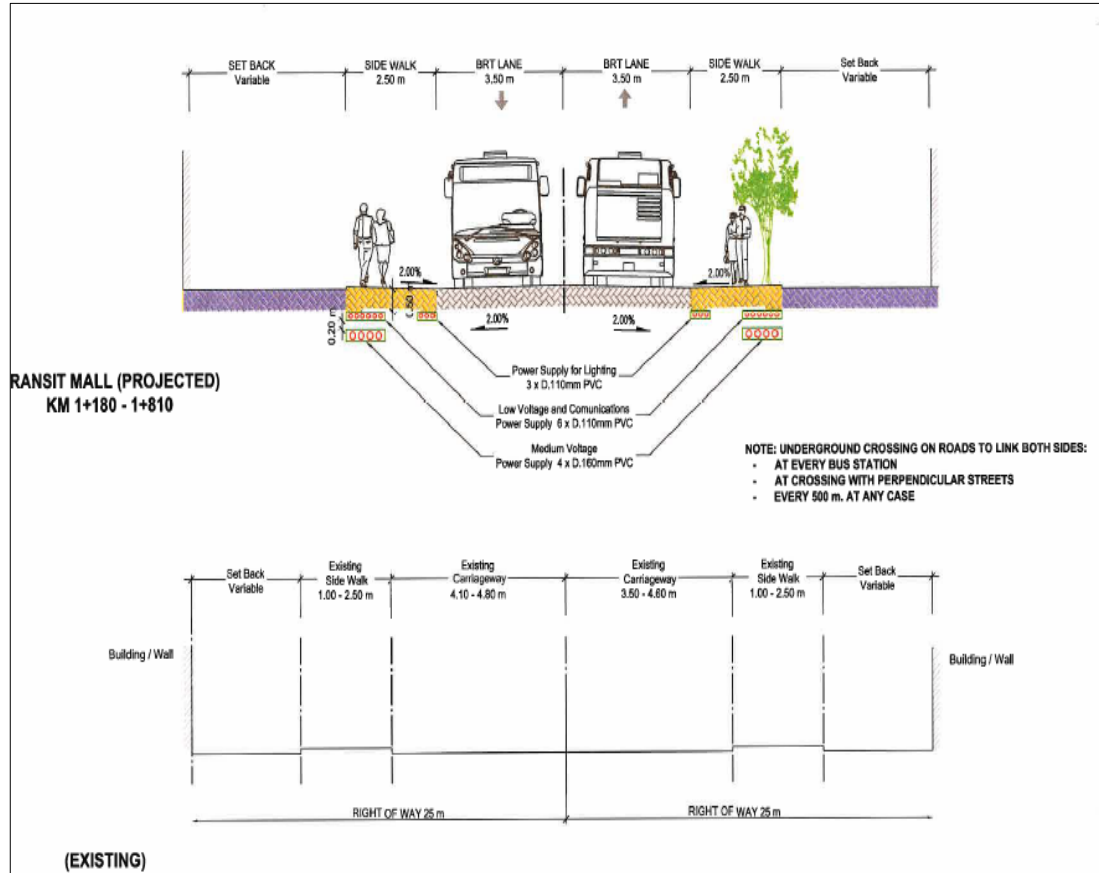 SET BACK
Variable
SIDE WALK
2.50 m
BRT LANE
3.50 m
BRT LANE
3.50 m
SIDE WALK
2.50 m
Set Back
Variable
2.00%
2.00%
0.20 m
2.00%
2.00%
Power Supply for Lighting
3 x D.110mm PVC
RANSIT MALL (PROJECTED)
KM 1+180 - 1+810
Low Voltage and Comunications
Power Supply 6 x D.110mm PVC
Medium Voltage
Power Supply 4 x D.160mm PVC
NOTE: UNDERGROUND CROSSING ON ROADS TO LINK BOTH SIDES:
- AT EVERY BUS STATION
- AT CROSSING WITH PERPENDICULAR STREETS
- EVERY 500 m. AT ANY CASE
Set Back
Variable
Existing
Side Walk
1.00 - 2.50 m
Existing
Carriageway
4.10 - 4.80 m
Existing
Carriageway
3.50 - 4.60 m
Existing
Side Walk
1.00 - 2.50 m
Set Back
Variable
Building / Wall
Building / Wall
RIGHT OF WAY 25 m
RIGHT OF WAY 25 m
(EXISTING)